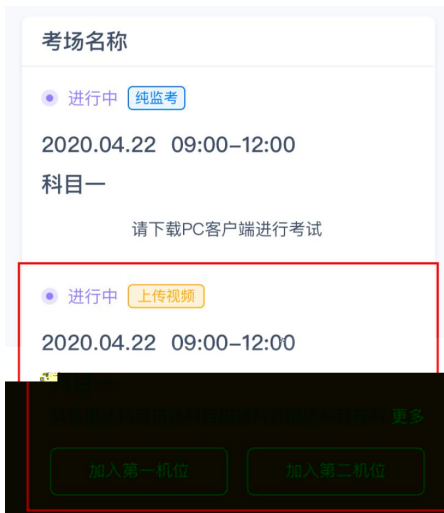 考场名称
进行中 纯监考
2020.04.22 09:00-12:00
科目一
请下载PC客户端进行考试
进行中 上传视频
2020.04.22 09:00-12:00
更多
加入第一机位 加入第二机位